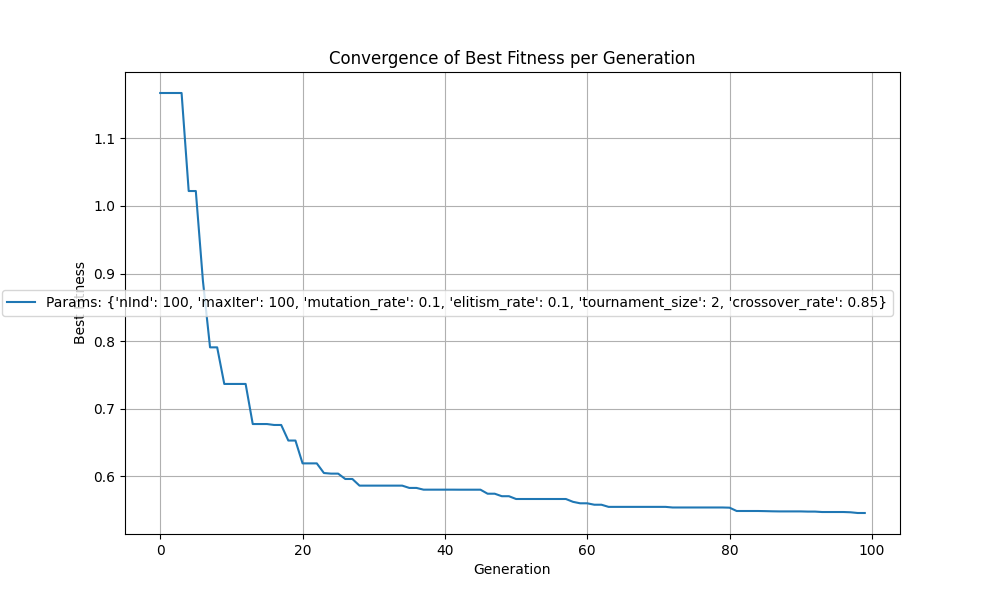 Convergence of Best Fitness per Generation
1.1
1.0
0.9
0.8
0.7
0.6
Best
Params: {'nInd': 100, 'maxIter': 100, 'mutation_rate': 0.1, 'elitism_rate': 0.1, 'tournament_size': 2, 'crossover_rate': 0.85}
0 20 40 60 80 100
Generation